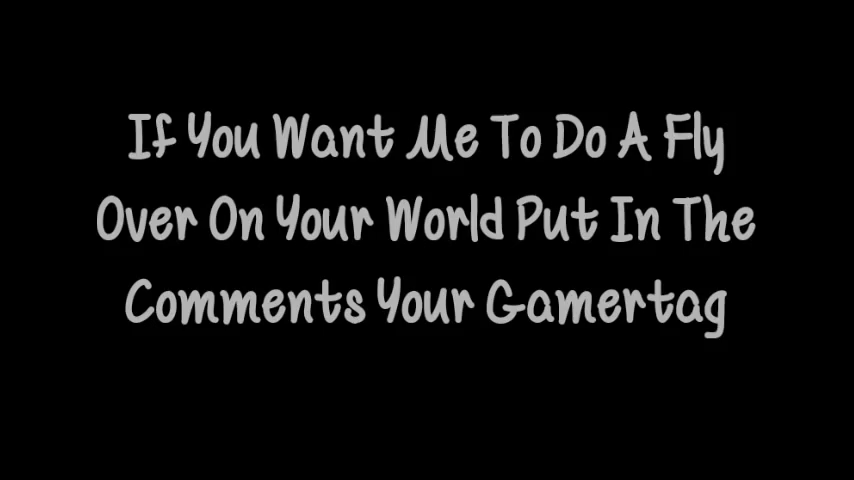 If You Want Me To Do A Fly
Over On Your World Put In The
Comments Your Gamertag